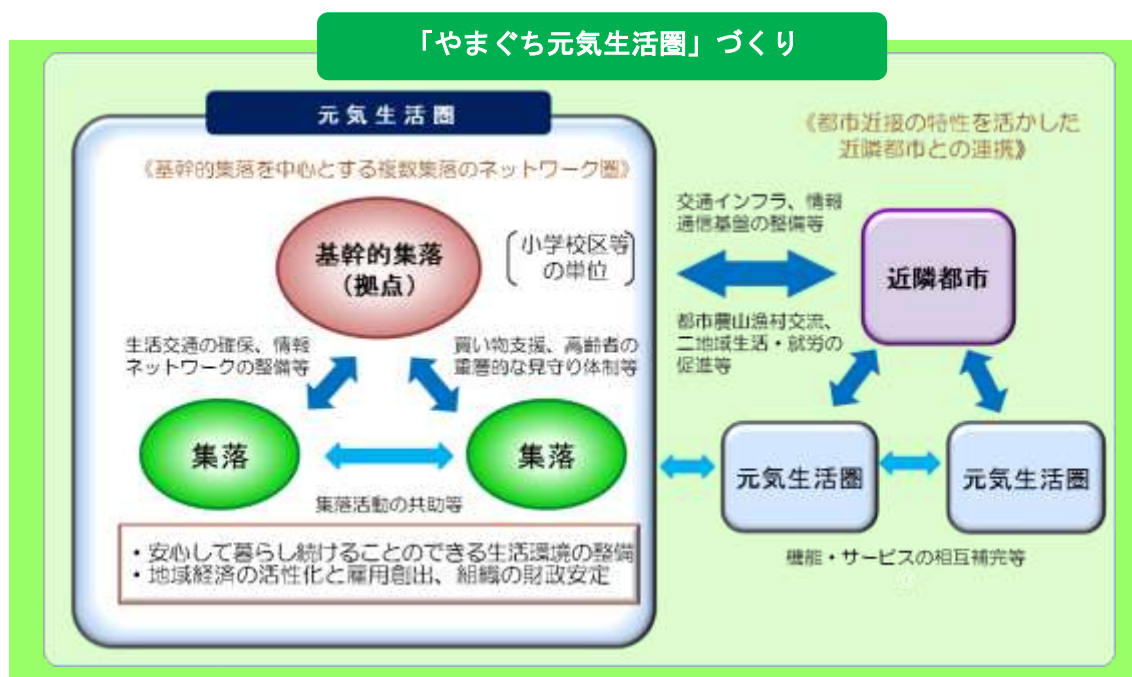 「やまぐち元気生活圏」づくり
元気生活圏
《基幹的集落を中心とする複数集落のネットワーク圏》
基幹的集落
（拠点）
小学校区等
の単位
生活交通の確保、情報
ネットワークの整備等
買い物支援、高齢者の
重層的な見守り体制等
集落
集落
集落活動の共助等
・安心して暮らし続けることのできる生活環境の整備
・地域経済の活性化と雇用創出、組織の財政安定
《都市近接の特性を活かした
近隣都市との連携》
交通インフラ、情報
通信基盤の整備等
近隣都市
都市農山漁村交流、
二地域生活・就労の
促進等
元気生活圏
元気生活圏
機能・サービスの相互補完等